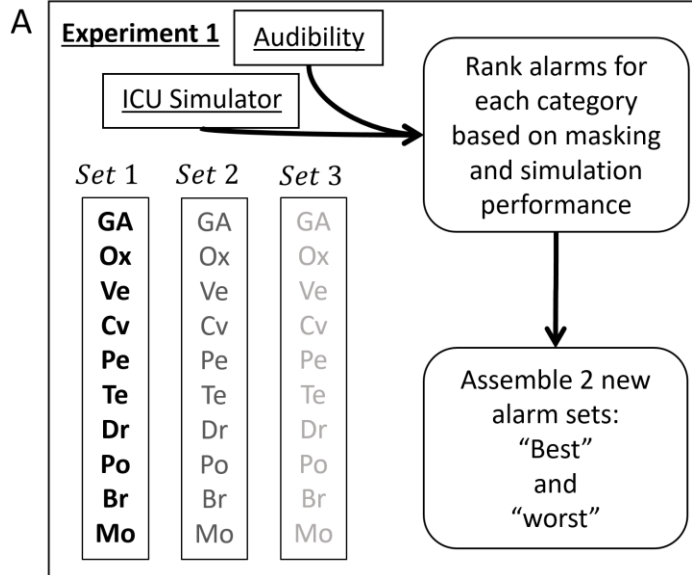 A
Experiment 1
Audibility
ICU Simulator
Set 1 Set 2 Set 3
GA GA GA
Ox Ox Ox
Ve Ve Ve
Cv Cv Cv
Pe Pe Pe
Te Te Te
Dr Dr Dr
Po Po Po
Br Br Br
Mo Mo Mo
Rank alarms for
each category
based on masking
and simulation
performance
Assemble 2 new
alarm sets:
“Best”
and
“worst”